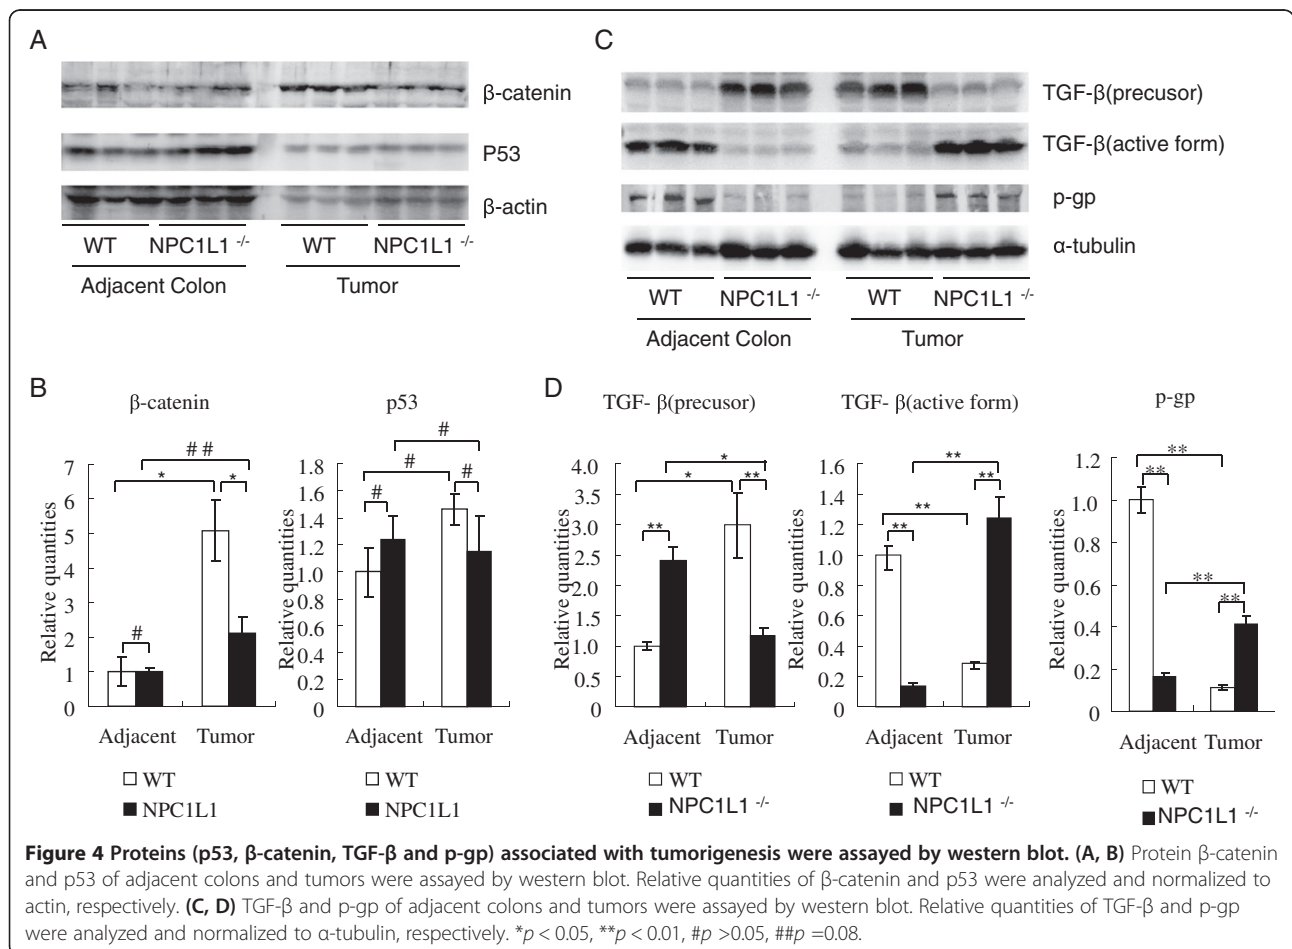 A
β-catenin
P53
β-actin
WT NPC1L1 -/- WT NPC1L1 -/-
Adjacent Colon Tumor
C
TGF-β(precusor)
TGF-β(active form)
p-gp
α-tubulin
WT NPC1L1 -/- WT NPC1L1 -/-
Adjacent Colon Tumor
B
β-catenin
Relative quantities
7
6
5
4
3
2
1
0
# #
*
*
#
Adjacent Tumor
WT
NPC1L1
p53
Relative quantities
1.8
1.6
1.4
1.2
1.0
0.8
0.6
0.4
0.2
0
#
#
#
#
Adjacent Tumor
WT
NPC1L1
D
TGF- β(precusor)
Relative quantities
4.0
3.5
3.0
2.5
2.0
1.5
1.0
0.5
0
*
*
**
**
Adjacent Tumor
WT
NPC1L1 -/-
TGF- β(active form)
Relative quantities
1.6
1.4
1.2
1.0
0.8
0.6
0.4
0.2
0
**
**
**
**
Adjacent Tumor
WT
NPC1L1 -/-
p-gp
Relative quantities
1.2
1.0
0.8
0.6
0.4
0.2
0
**
**
**
**
Adjacent Tumor
WT
NPC1L1 -/-
Figure 4 Proteins (p53, β-catenin, TGF-β and p-gp) associated with tumorigenesis were assayed by western blot. (A, B) Protein β-catenin
and p53 of adjacent colons and tumors were assayed by western blot. Relative quantities of β-catenin and p53 were analyzed and normalized to
actin, respectively. (C, D) TGF-β and p-gp of adjacent colons and tumors were assayed by western blot. Relative quantities of TGF-β and p-gp
were analyzed and normalized to α-tubulin, respectively. *p < 0.05, **p < 0.01, #p >0.05, ##p =0.08.